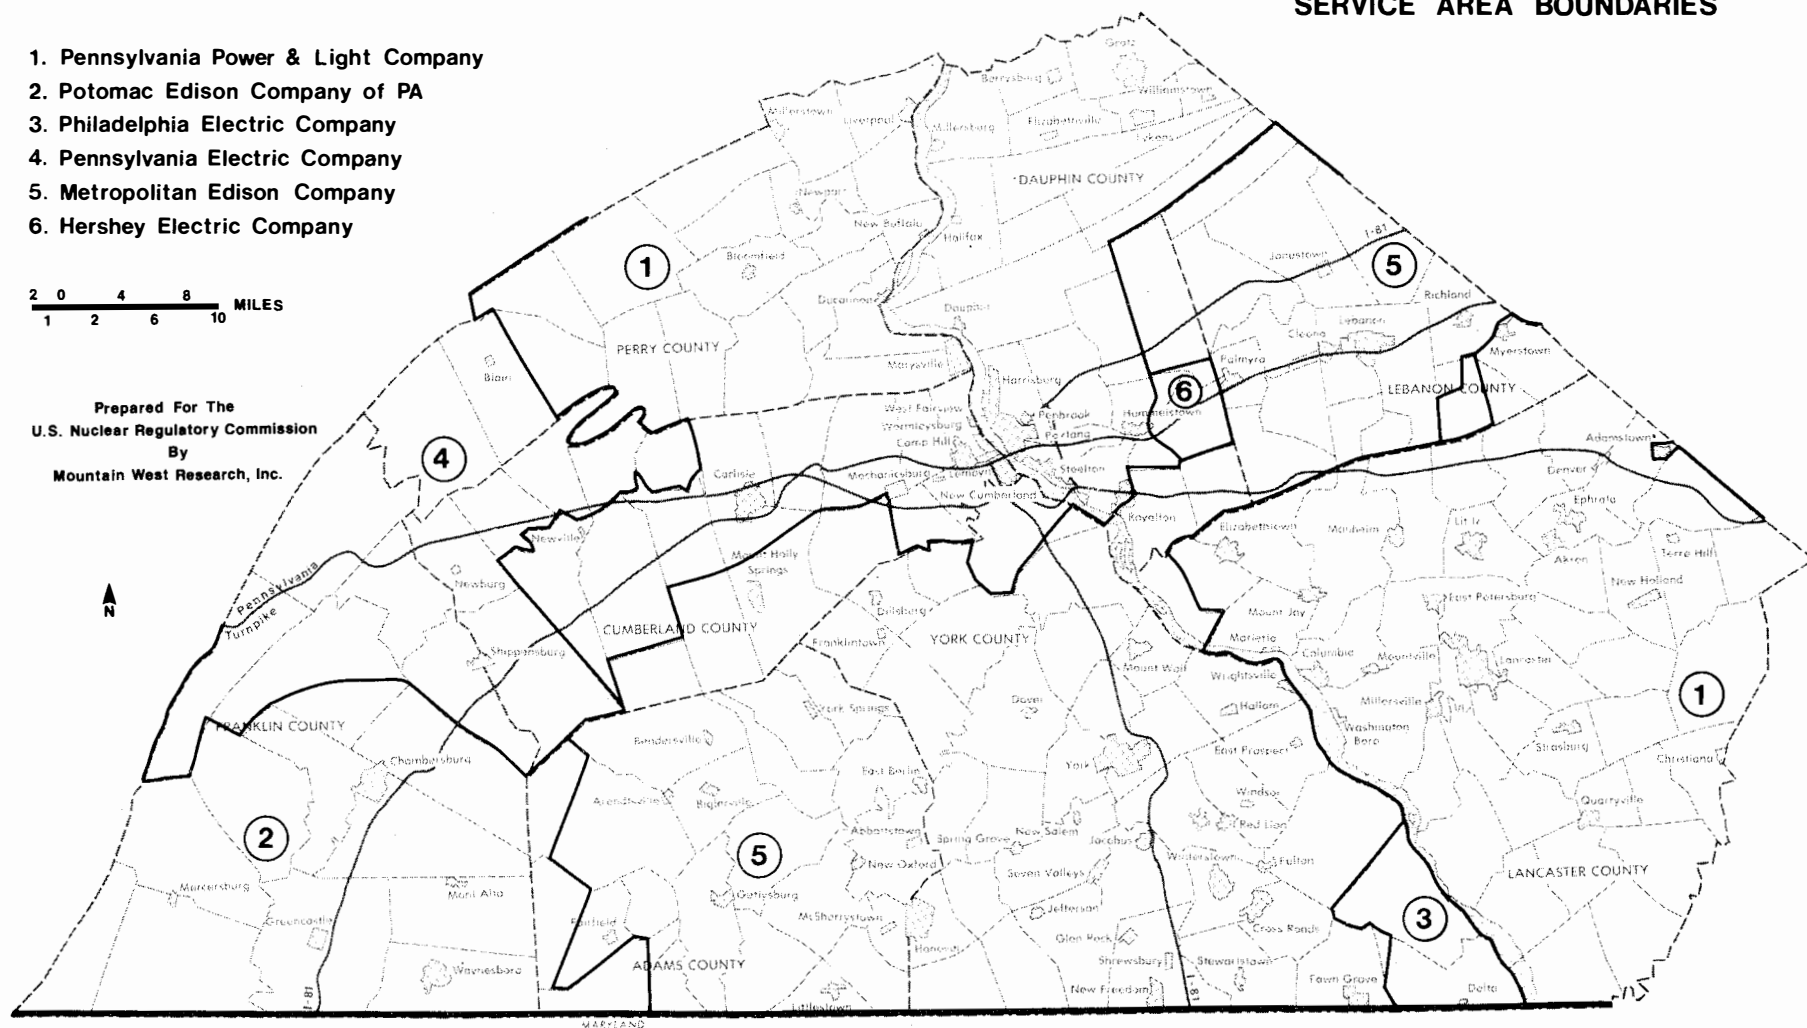 SERVICE AREA BOUNDARIES
1. Pennsylvania Power & Light Company
2. Potomac Edison Company of PA
3. Philadelphia Electric Company
4. Pennsylvania Electric Company
5. Metropolitan Edison Company
6. Hershey Electric Company
2 0 4 8 MILES
1 2 6 10
Prepared For The
U.S. Nuclear Regulatory Commission
By
Mountain West Research, Inc.
N
Gratz
Berrysburg
Williamstown
Millerstown
Liverpool
Millersburg
Elizabethville
Lykens
DAUPHIN COUNTY
Newport
New Buffalo
Halifax
I-81
1
Bloomfield
Jonestown
5
Duncannon
Dauphin
Richland
Lebanon
Cleona
PERRY COUNTY
Marysville
Palmyra
Myerstown
Blain
Harrisburg
6
LEBANON COUNTY
West Fairview
Wormleysburg
Penbrook
Hummelstown
Camp Hill
Paxtang
Adamstown
4
Carlisle
Mechanicsburg
Lemoyne
Steelton
Denver
New Cumberland
Ephrata
Royalton
Elizabethtown
Manheim
Lititz
Newville
Mount Holly
Springs
Akron
Terre Hill
Pennsylvania
Turnpike
Newburg
New Holland
East Petersburg
Dillsburg
Mount Joy
CUMBERLAND COUNTY
Franklintown
YORK COUNTY
Marietta
Shippensburg
Columbia
Mountville
Lancaster
Mount Wolf
Wrightsville
1
York Springs
Dover
Hallam
Millersville
FRANKLIN COUNTY
Washington
Boro
Bendersville
East Prospect
Strasburg
Chambersburg
East Berlin
York
Christiana
Arendtsville
Biglerville
Windsor
Quarryville
2
Abbottstown
Spring Grove
New Salem
Jacobus
Red Lion
5
New Oxford
Winterstown
Felton
Seven Valleys
LANCASTER COUNTY
Mercersburg
Mont Alto
Gettysburg
Greencastle
Fairfield
McSherrystown
Jefferson
3
Cross Roads
Glen Rock
Hanover
ADAMS COUNTY
Waynesboro
Shrewsbury
Stewartstown
Fawn Grove
Delta
New Freedom
I-81
I-81
Littlestown
MARYLAND